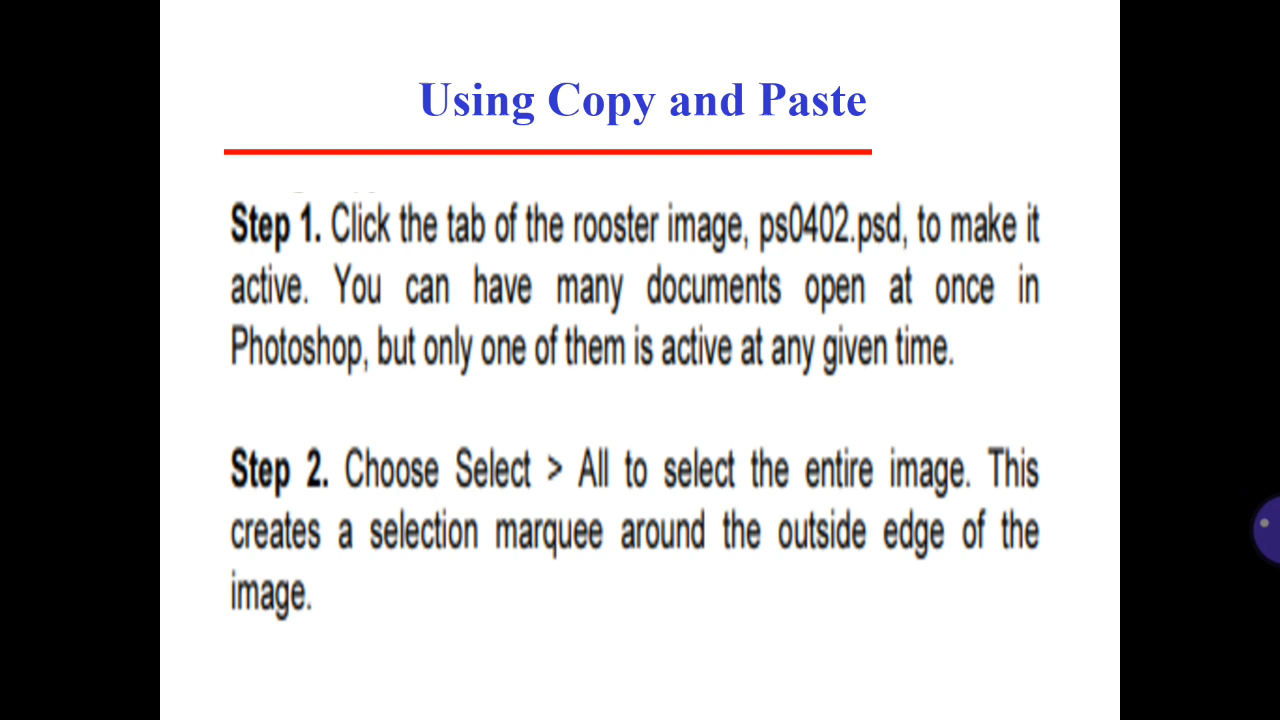 Using Copy and Paste
Step 1. Click the tab of the rooster image, ps0402.psd, to make it
active. You can have many documents open at once in
Photoshop, but only one of them is active at any given time.
Step 2. Choose Select > All to select the entire image. This
creates a selection marquee around the outside edge of the
image.